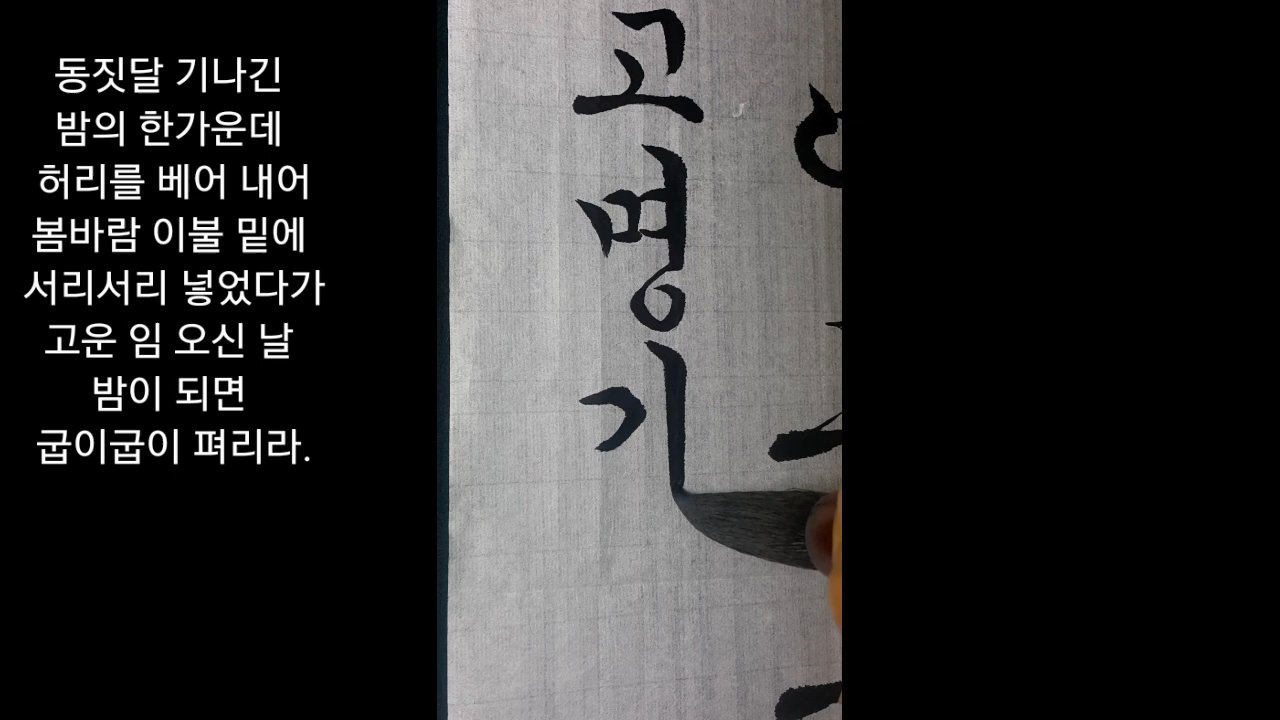 동짓달 기나긴
밤의 한가운데
허리를 베어 내어
봄바람 이불 밑에
서리서리 넣었다가
고운 임 오신 날
밤이 되면
굽이굽이 펴리라.
고
명
기